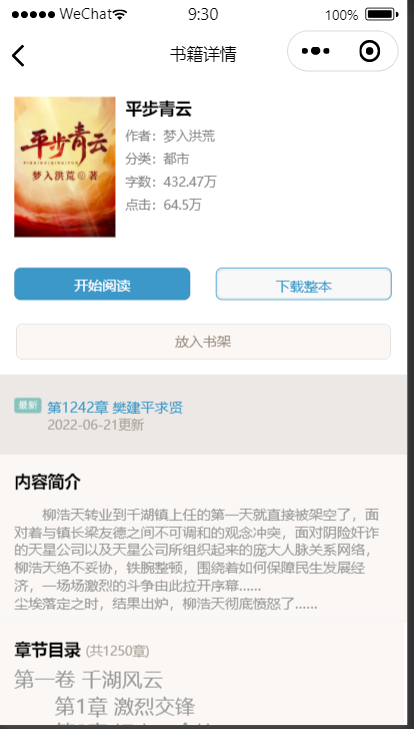 WeChat 9:30 100%
书籍详情
平步青云
作者：梦入洪荒
分类：都市
字数：432.47万
点击：64.5万
平步青云
PINGBUQINGYUN
梦入洪荒◎著
开始阅读 下载整本
放入书架
最新 第1242章 樊建平求贤
2022-06-21更新
内容简介
柳浩天转业到千湖镇上任的第一天就直接被架空了，面
对着与镇长梁友德之间不可调和的观念冲突，面对阴险奸诈
的天星公司以及天星公司所组织起来的庞大人脉关系网络，
柳浩天绝不妥协，铁腕整顿，围绕着如何保障民生发展经
济，一场场激烈的斗争由此拉开序幕......
尘埃落定之时，结果出炉，柳浩天彻底愤怒了......
章节目录 (共1250章)
第一卷 千湖风云
第1章 激烈交锋